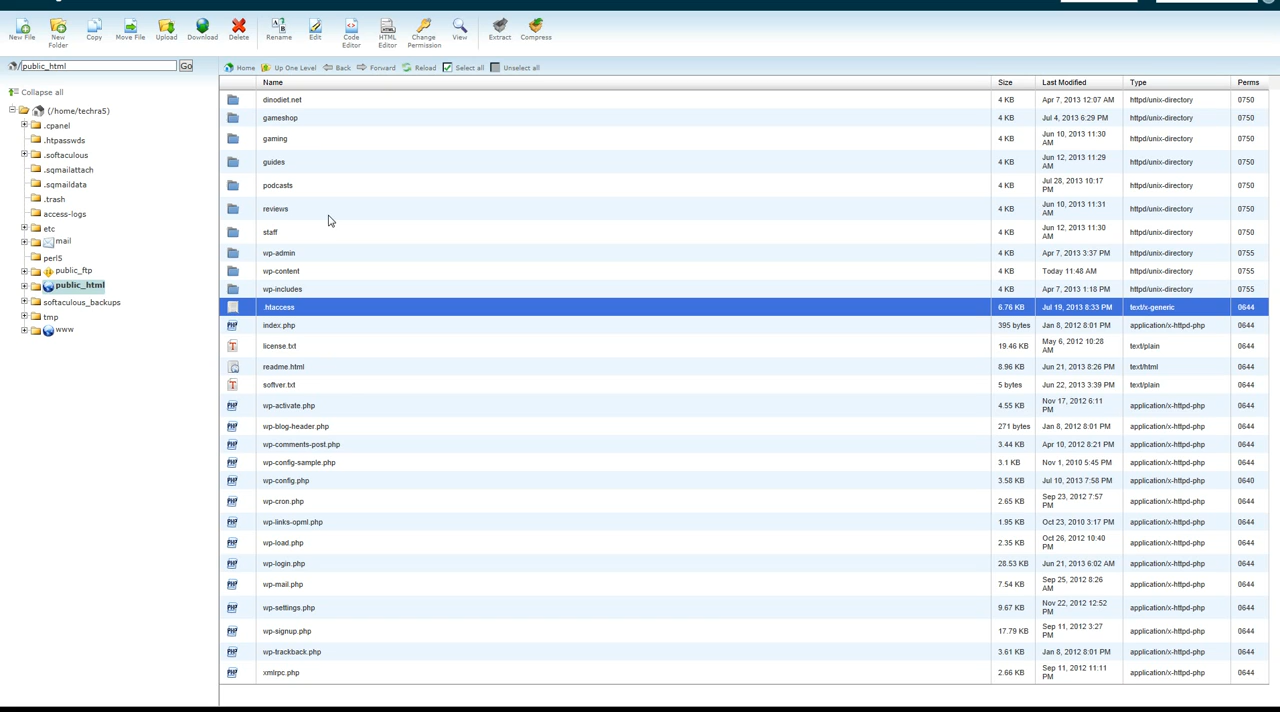 New File
New Folder
Copy
Move File
Upload
Download
Delete
Rename
Edit
Code Editor
HTML Editor
Change Permission
View
Extract
Compress
/public_html Go
Home Up One Level Back Forward Reload Select all Unselect all
Collapse all
(/home/techra5)
.cpanel
.htpasswds
.softaculous
.sqmailattach
.sqmaildata
.trash
access-logs
etc
mail
perl5
public_ftp
public_html
softaculous_backups
tmp
www
Name Size Last Modified Type Perms
dinodiet.net 4 KB Apr 7, 2013 12:07 AM httpd/unix-directory 0750
gameshop 4 KB Jul 4, 2013 6:29 PM httpd/unix-directory 0750
gaming 4 KB Jun 10, 2013 11:30 AM httpd/unix-directory 0750
guides 4 KB Jun 12, 2013 11:29 AM httpd/unix-directory 0750
podcasts 4 KB Jul 28, 2013 10:17 PM httpd/unix-directory 0750
reviews 4 KB Jun 10, 2013 11:31 AM httpd/unix-directory 0750
staff 4 KB Jun 12, 2013 11:30 AM httpd/unix-directory 0750
wp-admin 4 KB Apr 7, 2013 3:37 PM httpd/unix-directory 0755
wp-content 4 KB Today 11:48 AM httpd/unix-directory 0755
wp-includes 4 KB Apr 7, 2013 1:18 PM httpd/unix-directory 0755
.htaccess 6.76 KB Jul 19, 2013 8:33 PM text/x-generic 0644
index.php 395 bytes Jan 8, 2012 8:01 PM application/x-httpd-php 0644
license.txt 19.46 KB May 6, 2012 10:28 AM text/plain 0644
readme.html 8.96 KB Jun 21, 2013 8:26 PM text/html 0644
softver.txt 5 bytes Jun 22, 2013 3:39 PM text/plain 0644
wp-activate.php 4.55 KB Nov 17, 2012 6:11 PM application/x-httpd-php 0644
wp-blog-header.php 271 bytes Jan 8, 2012 8:01 PM application/x-httpd-php 0644
wp-comments-post.php 3.44 KB Apr 10, 2012 8:21 PM application/x-httpd-php 0644
wp-config-sample.php 3.1 KB Nov 1, 2010 5:45 PM application/x-httpd-php 0644
wp-config.php 3.58 KB Jul 10, 2013 7:58 PM application/x-httpd-php 0640
wp-cron.php 2.65 KB Sep 23, 2012 7:57 PM application/x-httpd-php 0644
wp-links-opml.php 1.95 KB Oct 23, 2010 3:17 PM application/x-httpd-php 0644
wp-load.php 2.35 KB Oct 26, 2012 10:40 PM application/x-httpd-php 0644
wp-login.php 28.53 KB Jun 21, 2013 6:02 AM application/x-httpd-php 0644
wp-mail.php 7.54 KB Sep 25, 2012 8:26 AM application/x-httpd-php 0644
wp-settings.php 9.67 KB Nov 22, 2012 12:52 PM application/x-httpd-php 0644
wp-signup.php 17.79 KB Sep 11, 2012 3:27 PM application/x-httpd-php 0644
wp-trackback.php 3.61 KB Jan 8, 2012 8:01 PM application/x-httpd-php 0644
xmlrpc.php 2.66 KB Sep 11, 2012 11:11 PM application/x-httpd-php 0644